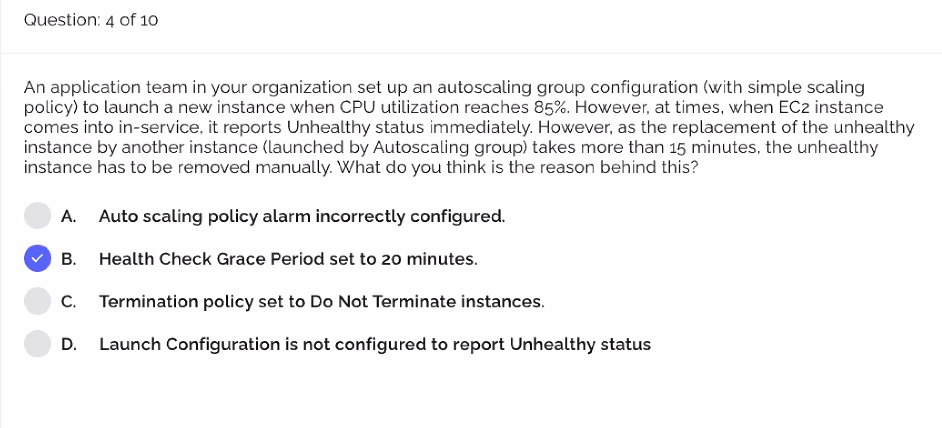 Question: 4 of 10
An application team in your organization set up an autoscaling group configuration (with simple scaling
policy) to launch a new instance when CPU utilization reaches 85%. However, at times, when EC2 instance
comes into in-service, it reports Unhealthy status immediately. However, as the replacement of the unhealthy
instance by another instance (launched by Autoscaling group) takes more than 15 minutes, the unhealthy
instance has to be removed manually. What do you think is the reason behind this?
A. Auto scaling policy alarm incorrectly configured.
B. Health Check Grace Period set to 20 minutes.
C. Termination policy set to Do Not Terminate instances.
D. Launch Configuration is not configured to report Unhealthy status